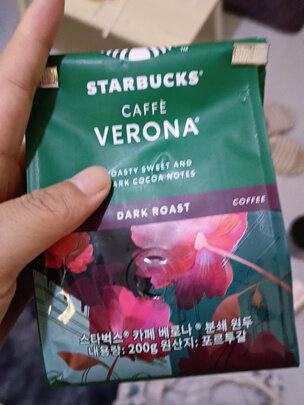 STARBUCKS®
CAFFÈ
VERONA®
ROASTY SWEET AND
DARK COCOA NOTES
DARK ROAST
COFFEE
스타벅스® 카페 베로나® 분쇄 원두
내용량: 200g 원산지: 포르투갈